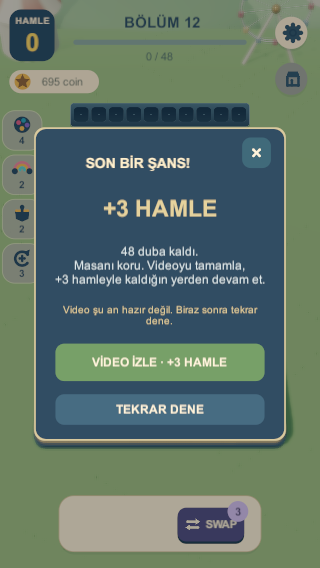 HAMLE
0
BÖLÜM 12
0 / 48
695 coin
4
2
2
3
SON BİR ŞANS!
×
+3 HAMLE
48 duba kaldı.
Masanı koru. Videoyu tamamla,
+3 hamleyle kaldığın yerden devam et.
Video şu an hazır değil. Biraz sonra tekrar
dene.
VİDEO İZLE · +3 HAMLE
TEKRAR DENE
3
SWAP